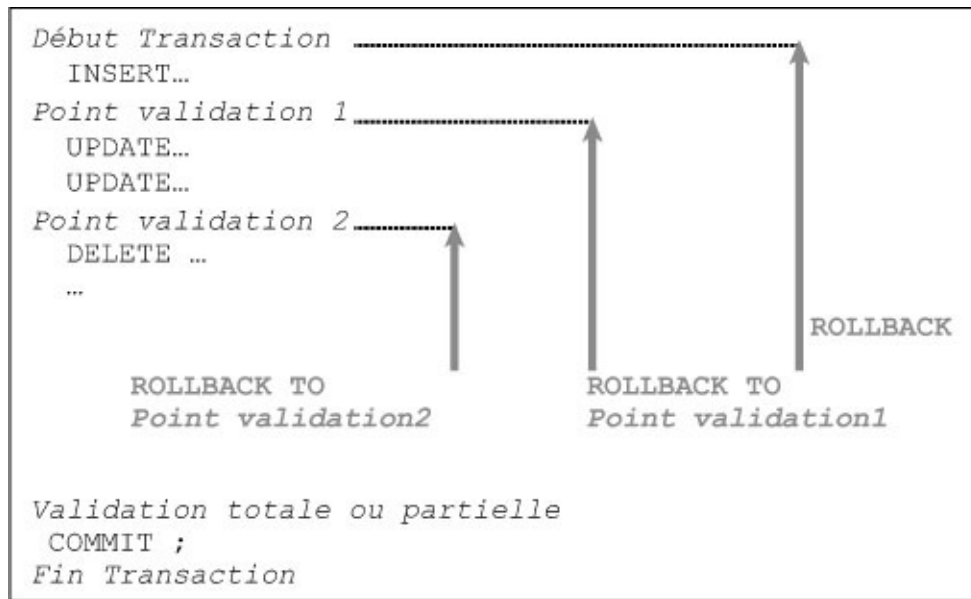 Début Transaction
INSERT…
Point validation 1
UPDATE…
UPDATE…
Point validation 2
DELETE …
…
ROLLBACK
ROLLBACK TO
Point validation2
ROLLBACK TO
Point validation1
Validation totale ou partielle
COMMIT ;
Fin Transaction